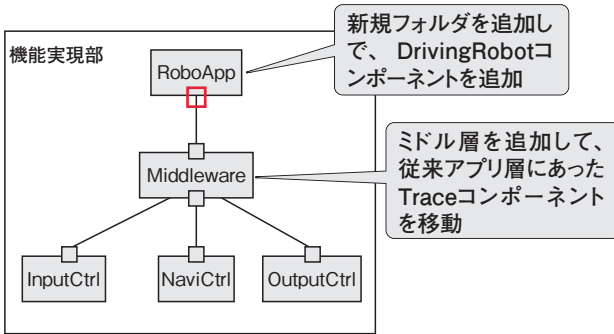 機能実現部
RoboApp
新規フォルダを追加し
で、 DrivingRobotコ
ンポーネントを追加
Middleware
ミドル層を追加して、
従来アプリ層にあった
Traceコンポーネント
を移動
InputCtrl
NaviCtrl
OutputCtrl